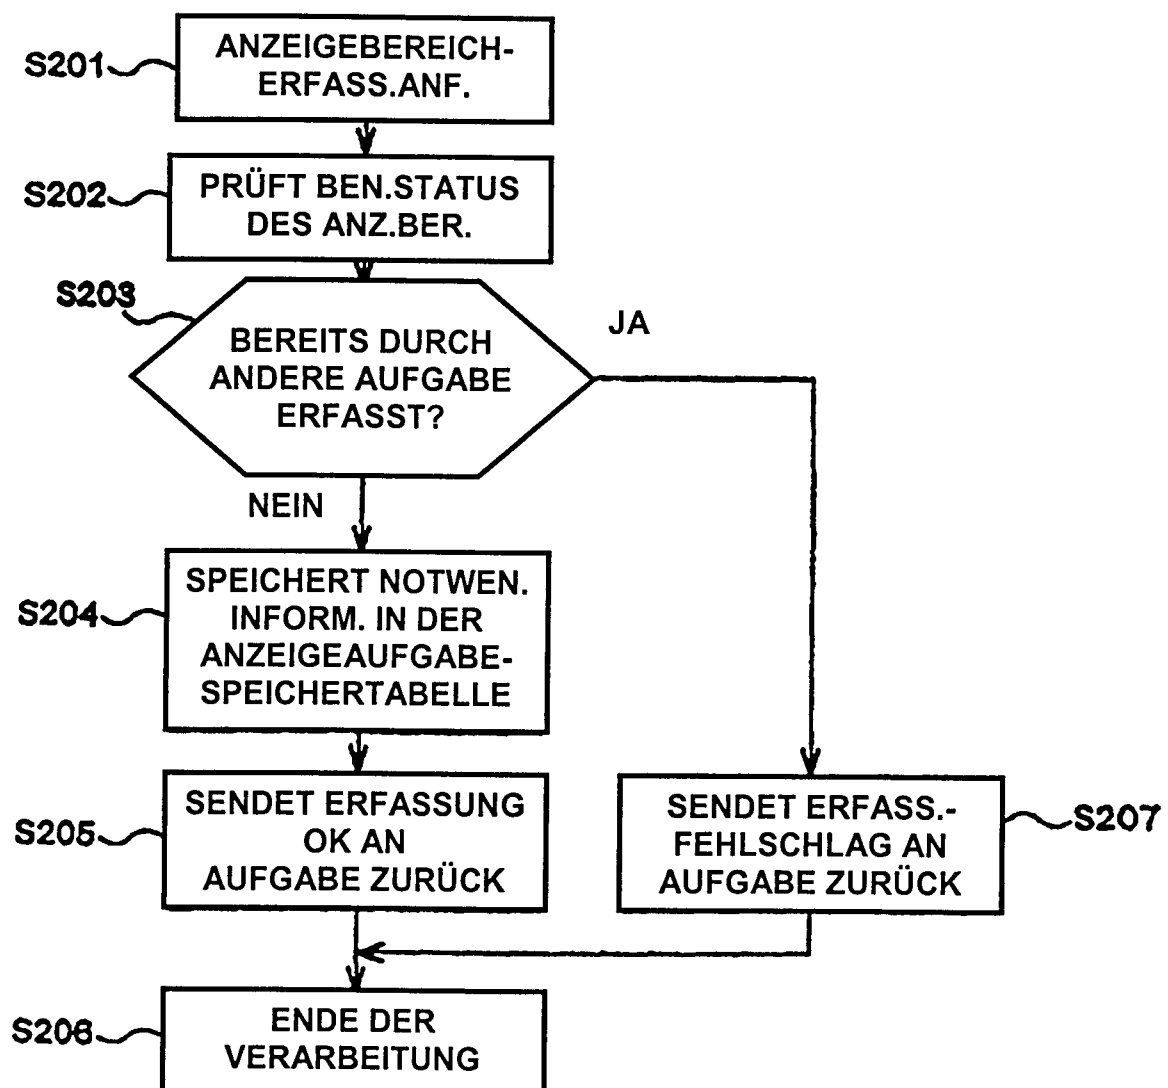 S201
ANZEIGEBEREICH-
ERFASS.ANF.
S202
PRÜFT BEN.STATUS
DES ANZ.BER.
S203
BEREITS DURCH
ANDERE AUFGABE
ERFASST?
JA
NEIN
S204
SPEICHERT NOTWEN.
INFORM. IN DER
ANZEIGEAUFGABE-
SPEICHERTABELLE
S205
SENDET ERFASSUNG
OK AN
AUFGABE ZURÜCK
SENDET ERFASS.-
FEHLSCHLAG AN
AUFGABE ZURÜCK
S207
S206
ENDE DER
VERARBEITUNG